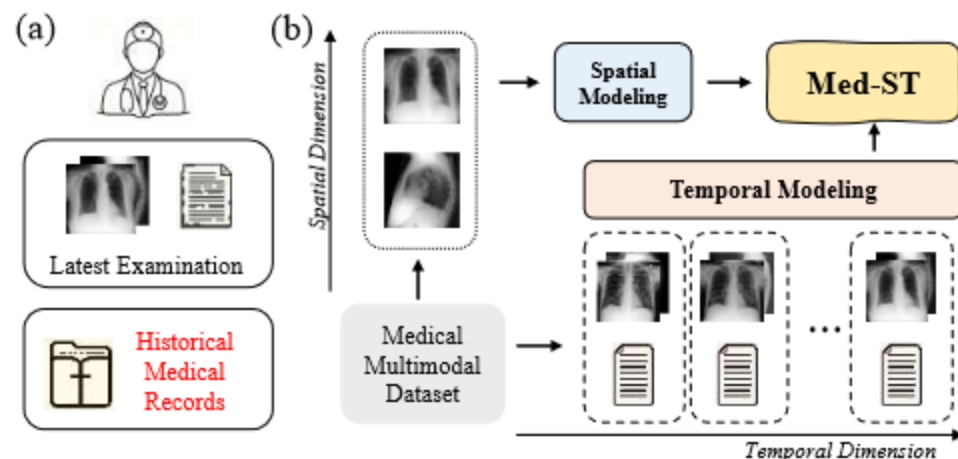 (a)
Latest Examination
Historical
Medical
Records
(b)
Spatial Dimension
Spatial
Modeling
Med-ST
Temporal Modeling
Medical
Multimodal
Dataset
...
Temporal Dimension